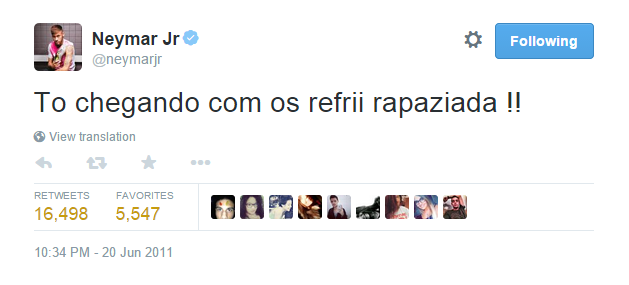 Neymar Jr
@neymarjr
Following
To chegando com os refrii rapaziada !!
View translation
RETWEETS FAVORITES
16,498 5,547
10:34 PM - 20 Jun 2011